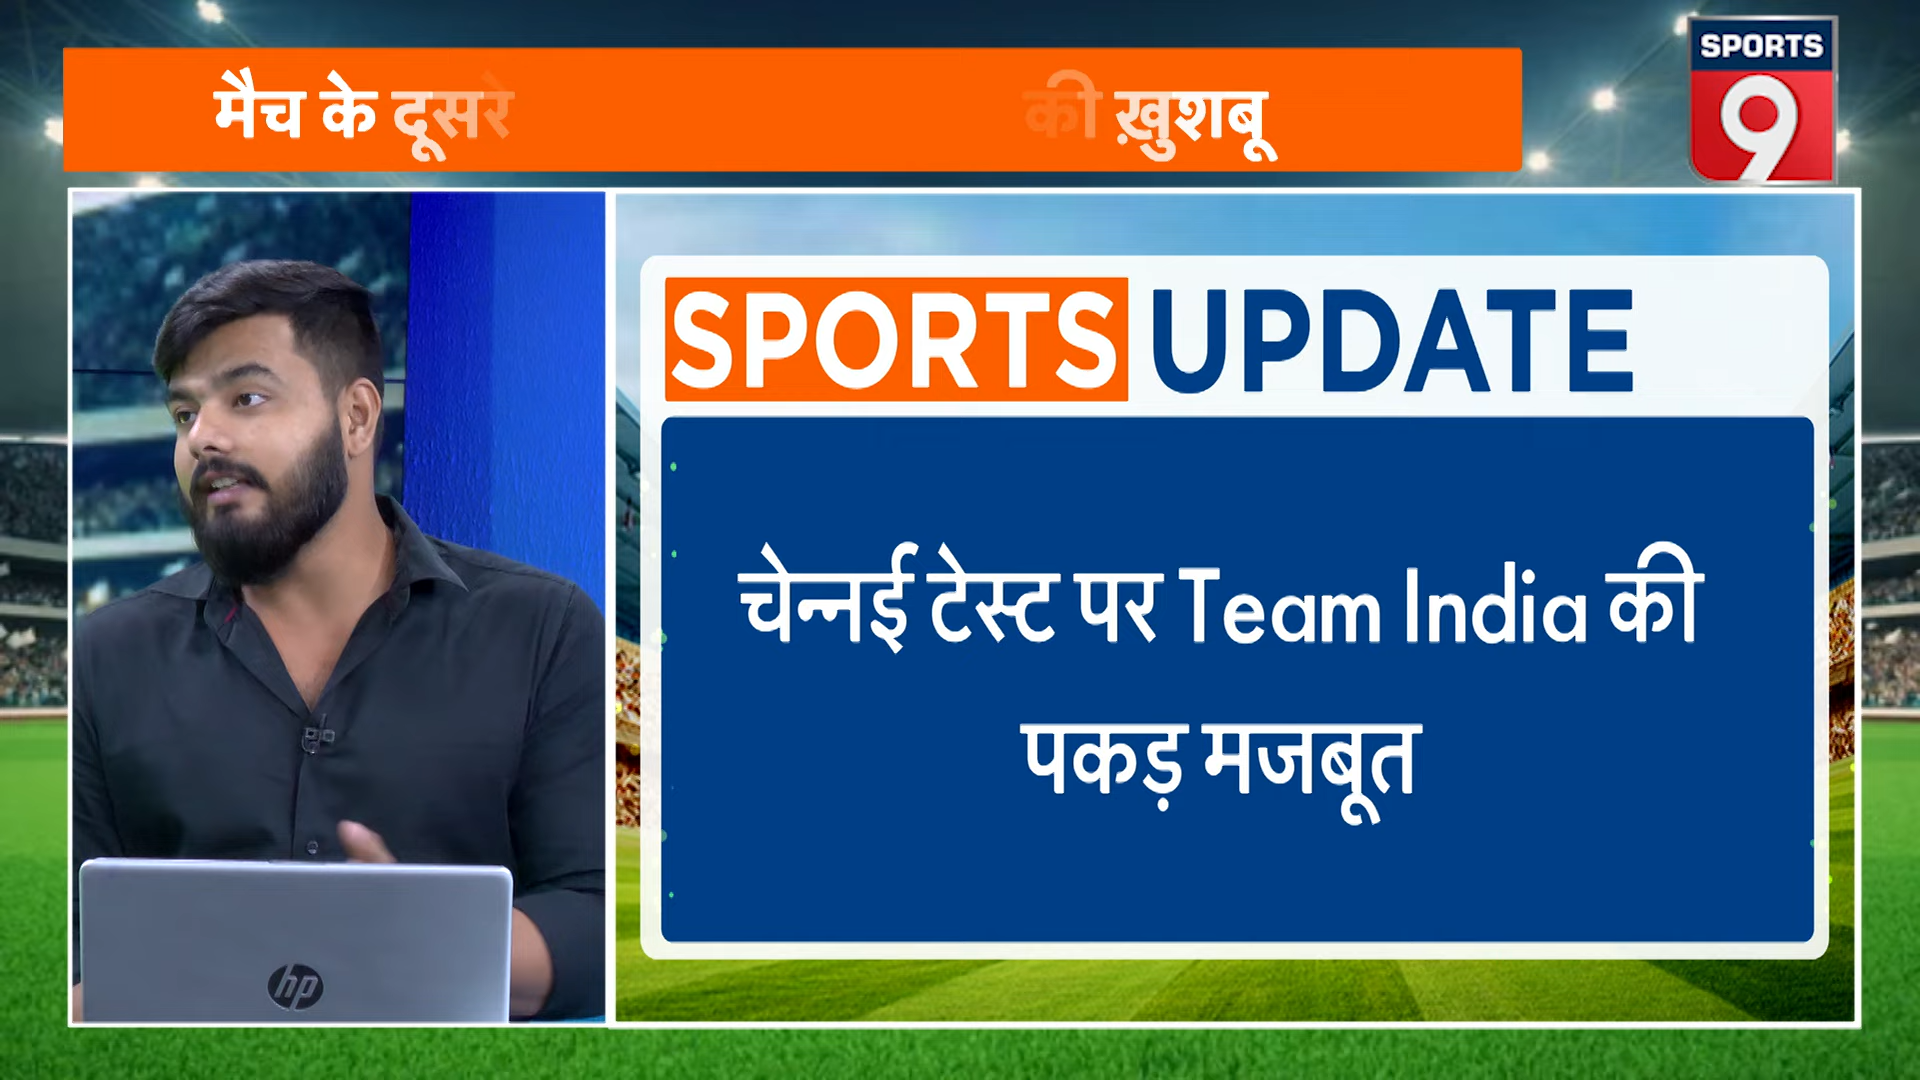 मैच के दूसरे की ख़ुशबू
SPORTS
9
SPORTS UPDATE
चेन्नई टेस्ट पर Team India की
पकड़ मजबूत
hp